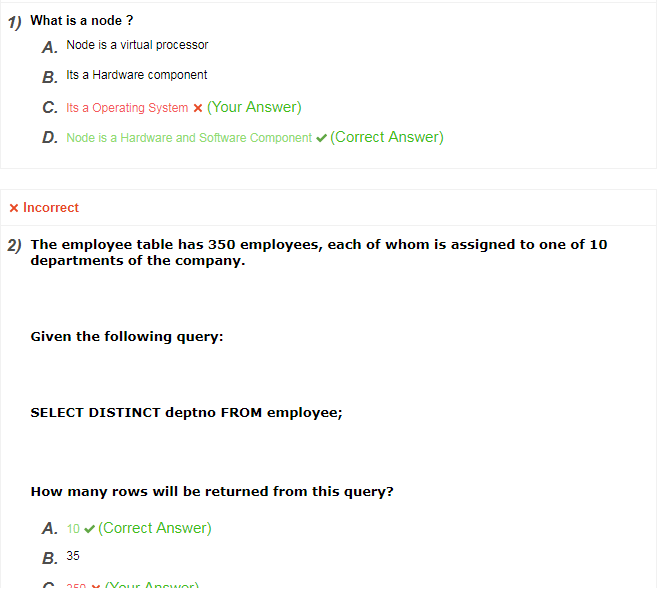 1) What is a node ?
A. Node is a virtual processor
B. Its a Hardware component
C. Its a Operating System ✕ (Your Answer)
D. Node is a Hardware and Software Component ✔ (Correct Answer)
✕ Incorrect
2) The employee table has 350 employees, each of whom is assigned to one of 10
departments of the company.
Given the following query:
SELECT DISTINCT deptno FROM employee;
How many rows will be returned from this query?
A. 10 ✔ (Correct Answer)
B. 35
C. 350 ✕ (Your Answer)